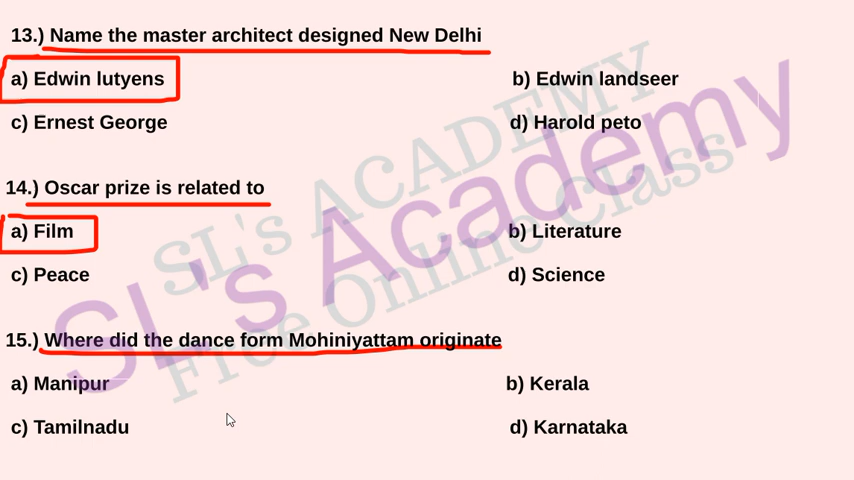 13.) Name the master architect designed New Delhi
a) Edwin lutyens b) Edwin landseer
c) Ernest George d) Harold peto
14.) Oscar prize is related to
a) Film b) Literature
c) Peace d) Science
15.) Where did the dance form Mohiniyattam originate
a) Manipur b) Kerala
c) Tamilnadu d) Karnataka
SL's ACADEMY
SL's Academy
Free Online Class